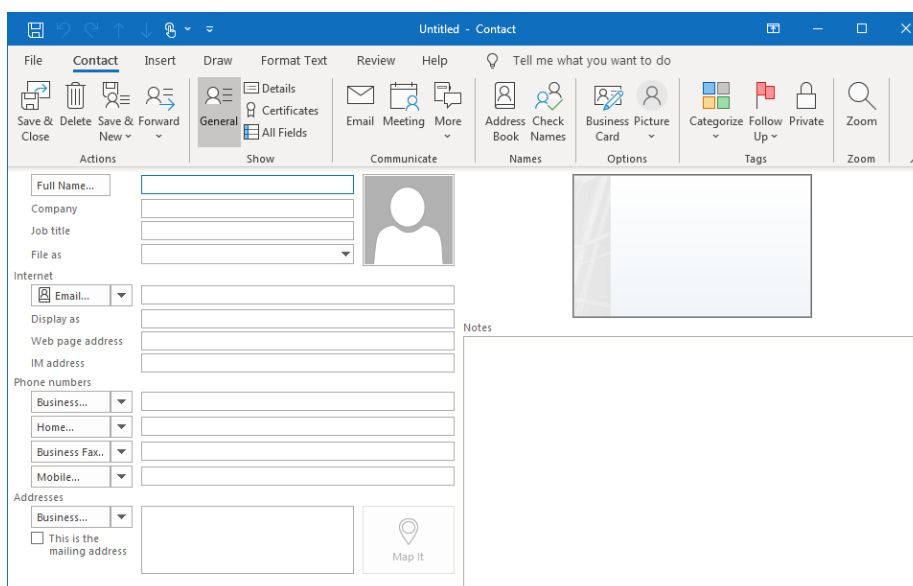 Untitled - Contact
File Contact Insert Draw Format Text Review Help Tell me what you want to do
Save & Close
Delete
Save & New
Forward
General
Details
Certificates
All Fields
Email
Meeting
More
Address Book
Check Names
Business Card
Picture
Categorize
Follow Up
Private
Zoom
Actions Show Communicate Names Options Tags Zoom
Full Name...
Company
Job title
File as
Internet
Email...
Display as
Web page address
IM address
Notes
Phone numbers
Business...
Home...
Business Fax..
Mobile...
Addresses
Business...
This is the
mailing address
Map It